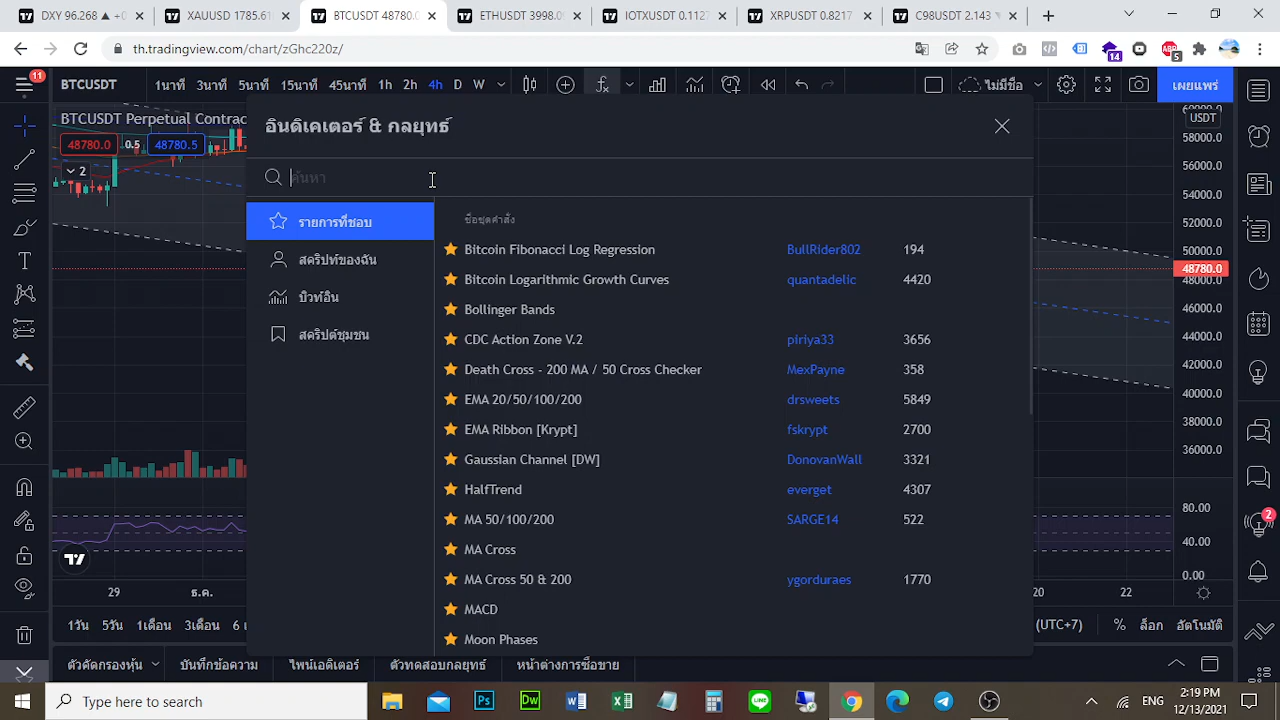 DXY 96.268 ▲ +0
XAUUSD 1785.61
BTCUSDT 48780.
ETHUSDT 3998.0
IOTXUSDT 0.112
XRPUSDT 0.8217
C98USDT 2.143 ▼
th.tradingview.com/chart/zGhc220z/
14
5
11
BTCUSDT
1นาที 3นาที 5นาที 15นาที 45นาที 1h 2h 4h D W
ไม่มีชื่อ
เผยแพร่
BTCUSDT Perpetual Contrac
48780.0 0.5 48780.5
2
อินดิเคเตอร์ & กลยุทธ์
ค้นหา
รายการที่ชอบ
สคริปท์ของฉัน
บิวท์อิน
สคริปต์ชุมชน
ชื่อชุดคำสั่ง
Bitcoin Fibonacci Log Regression BullRider802 194
Bitcoin Logarithmic Growth Curves quantadelic 4420
Bollinger Bands
CDC Action Zone V.2 piriya33 3656
Death Cross - 200 MA / 50 Cross Checker MexPayne 358
EMA 20/50/100/200 drsweets 5849
EMA Ribbon [Krypt] fskrypt 2700
Gaussian Channel [DW] DonovanWall 3321
HalfTrend everget 4307
MA 50/100/200 SARGE14 522
MA Cross
MA Cross 50 & 200 ygorduraes 1770
MACD
Moon Phases
USDT
58000.0
56000.0
54000.0
52000.0
50000.0
48780.0
48000.0
46000.0
44000.0
42000.0
40000.0
38000.0
36000.0
80.00
40.00
0.00
2
29 ธ.ค. 20 22
1วัน 5วัน 1เดือน 3เดือน 6
(UTC+7) % ล็อก อัตโนมัติ
ตัวคัดกรองหุ้น บันทึกข้อความ ไพน์เอดิเตอร์ ตัวทดสอบกลยุทธ์ หน้าต่างการซื้อขาย
Type here to search
ENG
2:19 PM
12/13/2021